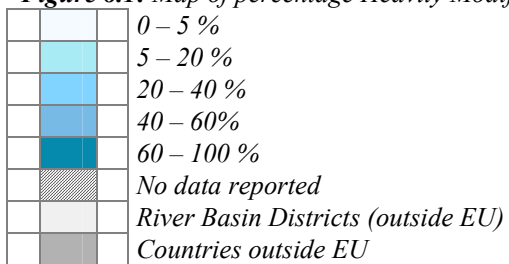 Figure 6.1: Map of percentage Heavily Modif
0 – 5 %
5 – 20 %
20 – 40 %
40 – 60%
60 – 100 %
No data reported
River Basin Districts (outside EU)
Countries outside EU